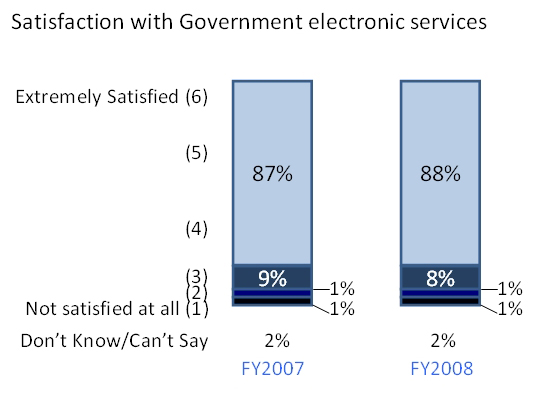 Satisfaction with Government electronic services
Extremely Satisfied (6)
(5)
87% 88%
(4)
(3) 9% 8%
(2) 1% 1%
Not satisfied at all (1) 1% 1%
Don't Know/Can't Say 2% 2%
FY2007 FY2008